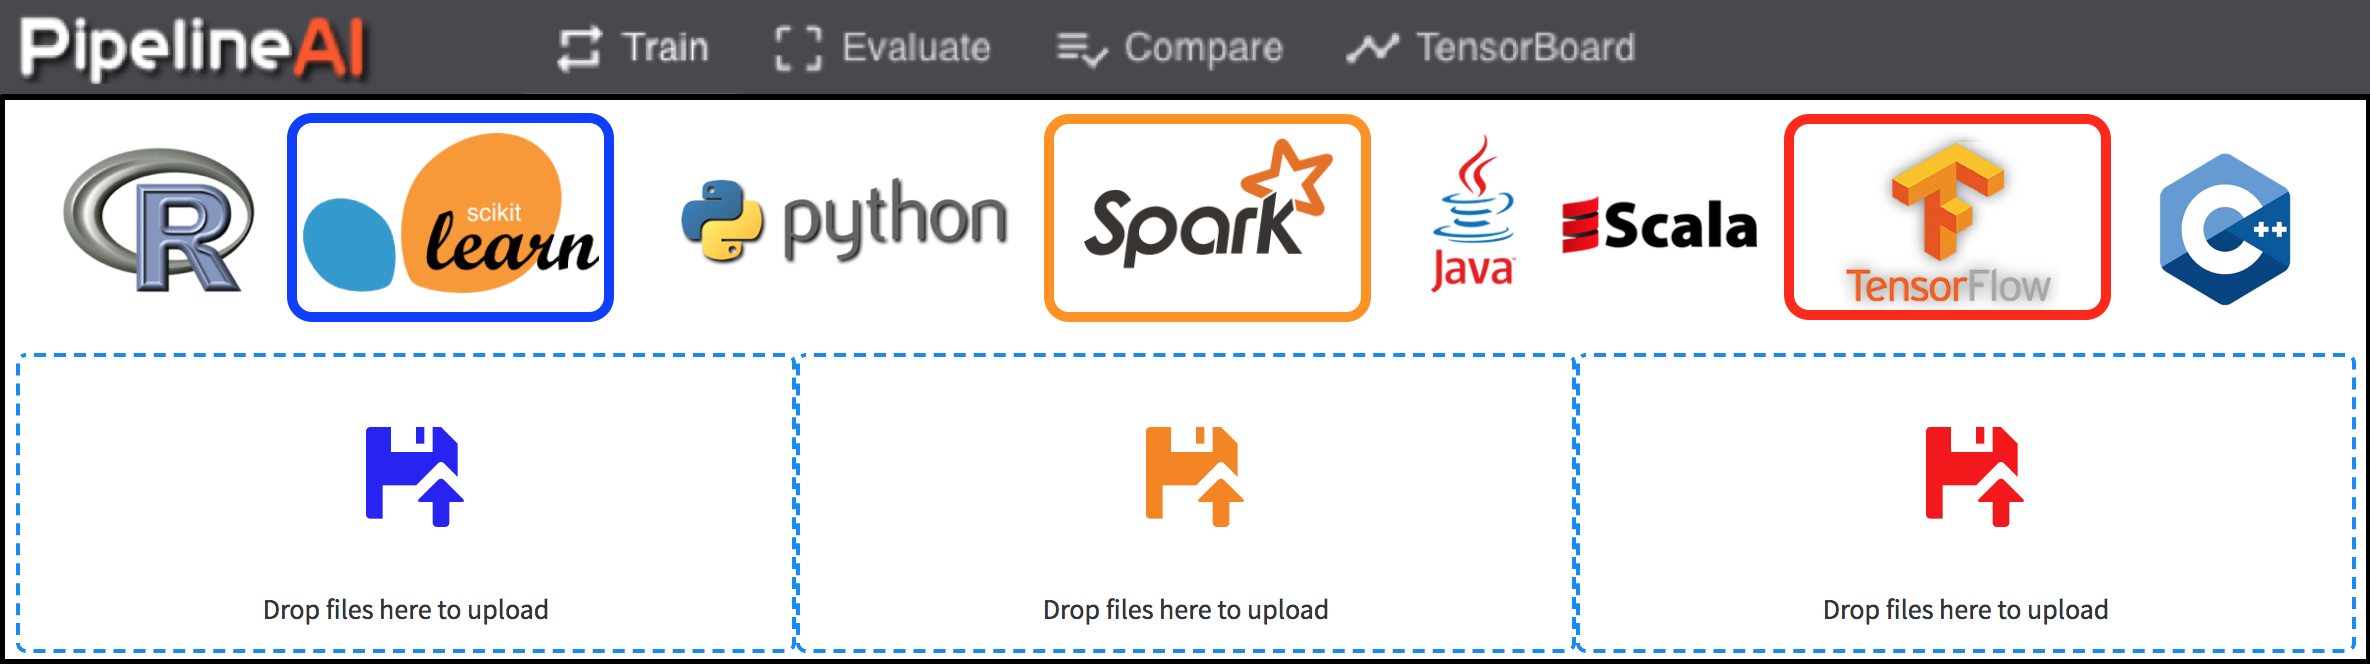 PipelineAI
Train
Evaluate
Compare
TensorBoard
R
scikit
learn
python
Spark
Java
Scala
TensorFlow
C++
Drop files here to upload
Drop files here to upload
Drop files here to upload